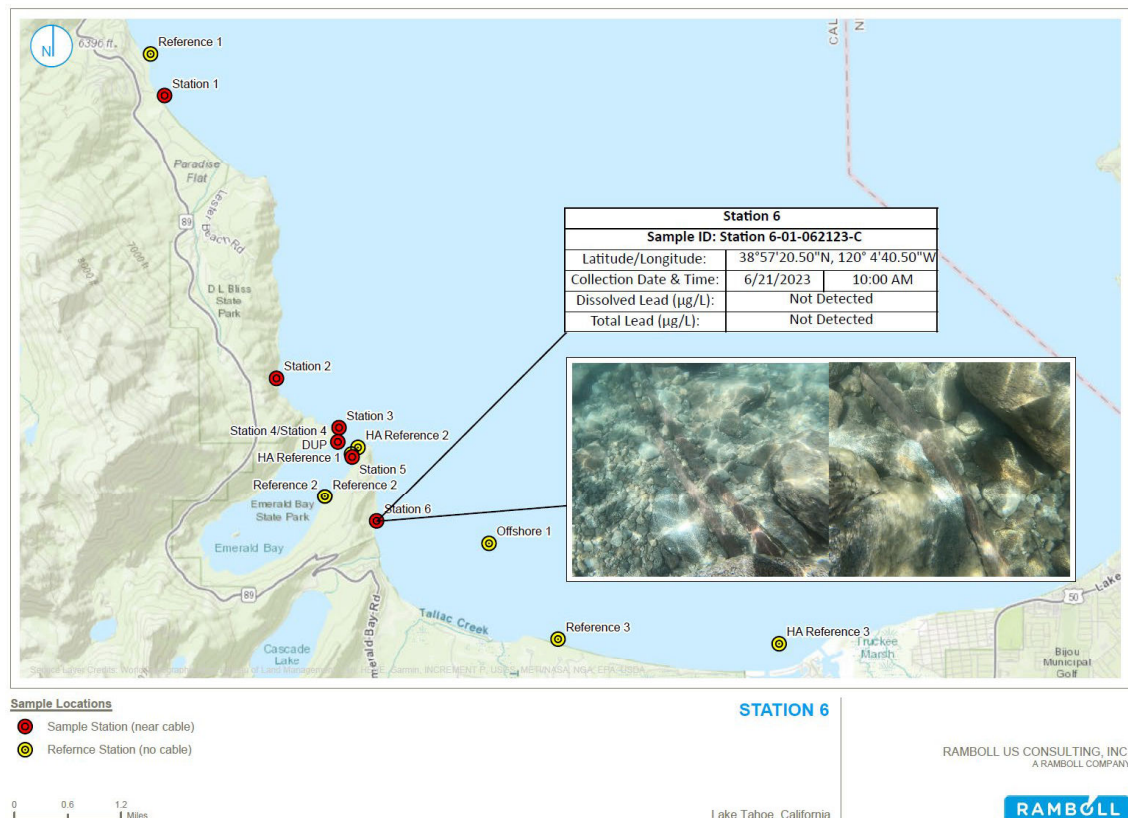 N
6396 ft.
Reference 1
Station 1
CAL
N
Paradise
Flat
Lester
Beach Rd
89
7000 ft
D L Bliss
State
Park
Station 6
Sample ID: Station 6-01-062123-C
Latitude/Longitude: 38°57'20.50"N, 120° 4'40.50"W
Collection Date & Time: 6/21/2023 10:00 AM
Dissolved Lead (µg/L): Not Detected
Total Lead (µg/L): Not Detected
Station 2
Station 3
Station 4/Station 4
DUP
HA Reference 2
HA Reference 1
Station 5
Reference 2 Reference 2
Emerald Bay
State Park
Station 6
Emerald Bay
Offshore 1
89
Tallac Creek
Cascade
Lake
merald Bay Rd
Reference 3
HA Reference 3
Truckee
Marsh
50
Lake
Bijou
Municipal
Golf
Sample Locations
Sample Station (near cable)
Refernce Station (no cable)
0 0.6 1.2
Miles
STATION 6
Lake Tahoe, California
RAMBOLL US CONSULTING, INC.
A RAMBOLL COMPANY
RAMBOLL